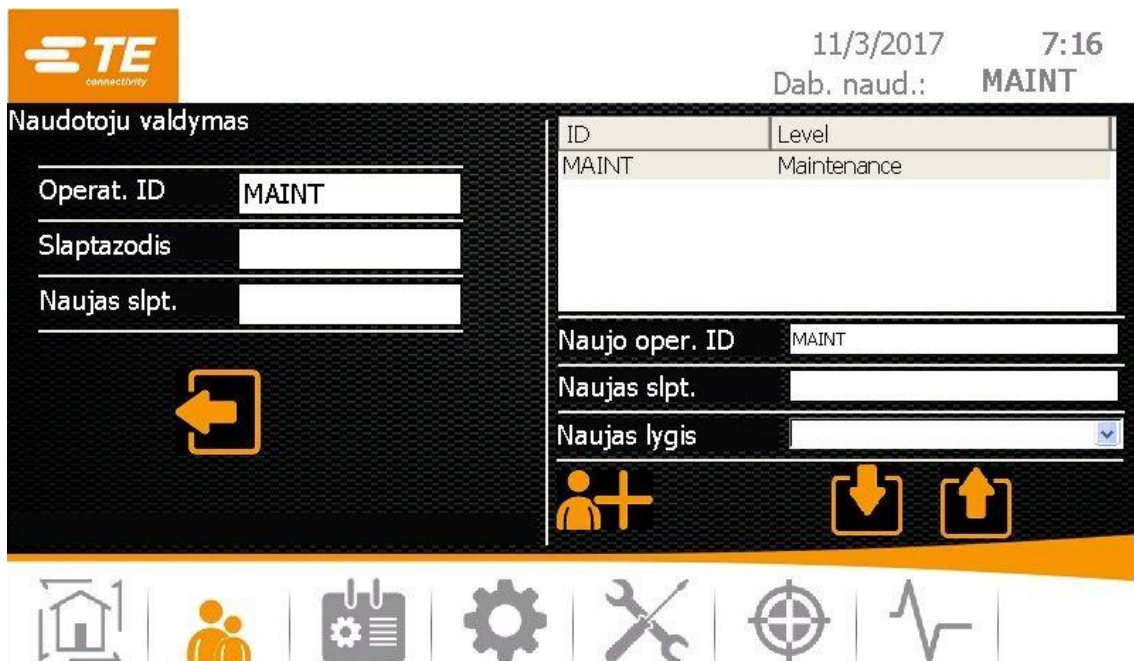 TE
connectivity
11/3/2017 7:16
Dab. naud.: MAINT
Naudotoju valdymas
Operat. ID MAINT
Slaptazodis
Naujas slpt.
ID Level
MAINT Maintenance
Naujo oper. ID MAINT
Naujas slpt.
Naujas lygis